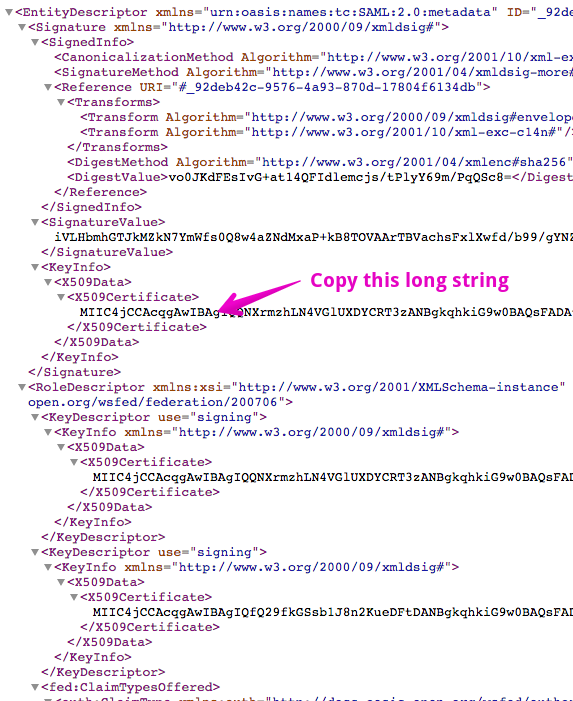 <EntityDescriptor xmlns="urn:oasis:names:tc:SAML:2.0:metadata" ID="_92de
<Signature xmlns="http://www.w3.org/2000/09/xmldsig#">
<SignedInfo>
<CanonicalizationMethod Algorithm="http://www.w3.org/2001/10/xml-ex
<SignatureMethod Algorithm="http://www.w3.org/2001/04/xmldsig-more#
<Reference URI="#_92deb42c-9576-4a93-870d-17804f6134db">
<Transforms>
<Transform Algorithm="http://www.w3.org/2000/09/xmldsig#envelope
<Transform Algorithm="http://www.w3.org/2001/10/xml-exc-c14n#"/>
</Transforms>
<DigestMethod Algorithm="http://www.w3.org/2001/04/xmlenc#sha256"
<DigestValue>vo0JKdFEsIvG+at14QFIdlemcjs/tPlyY69m/PqQSc8=</Digest
</Reference>
</SignedInfo>
<SignatureValue>
iVLHbmhGTJkMZkN7YmWfs0Q8w4aZNdMxaP+kB8TOVAArTBVachsFxlXwfd/b99/gYNZ
</SignatureValue>
<KeyInfo>
<X509Data>
<X509Certificate>
Copy this long string
MIIC4jCCAcqgAwIBAgIQQNXrmzhLN4VGlUXDYCRT3zANBgkqhkiG9w0BAQsFADA
</X509Certificate>
</X509Data>
</KeyInfo>
</Signature>
<RoleDescriptor xmlns:xsi="http://www.w3.org/2001/XMLSchema-instance"
open.org/wsfed/federation/200706">
<KeyDescriptor use="signing">
<KeyInfo xmlns="http://www.w3.org/2000/09/xmldsig#">
<X509Data>
<X509Certificate>
MIIC4jCCAcqgAwIBAgIQQNXrmzhLN4VGlUXDYCRT3zANBgkqhkiG9w0BAQsFAD
</X509Certificate>
</X509Data>
</KeyInfo>
</KeyDescriptor>
<KeyDescriptor use="signing">
<KeyInfo xmlns="http://www.w3.org/2000/09/xmldsig#">
<X509Data>
<X509Certificate>
MIIC4jCCAcqgAwIBAgIQfQ29fkGSsb1J8n2KueDFtDANBgkqhkiG9w0BAQsFAD
</X509Certificate>
</X509Data>
</KeyInfo>
</KeyDescriptor>
<fed:ClaimTypesOffered>